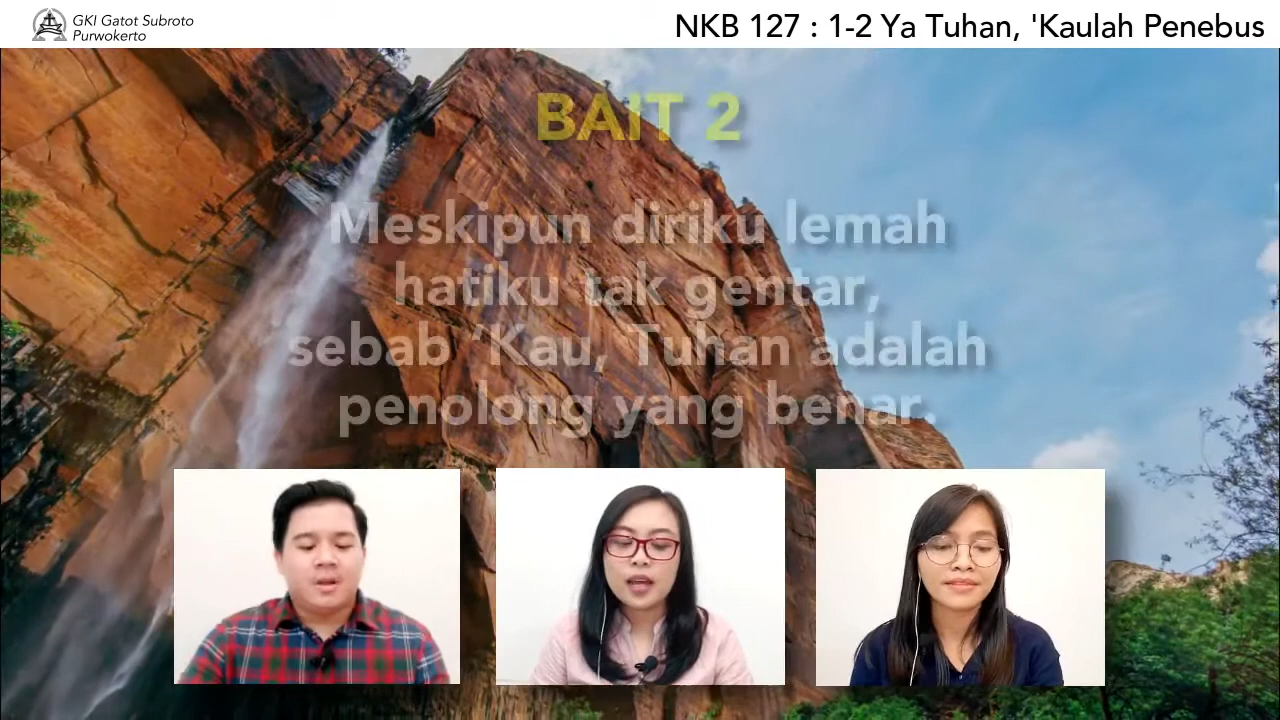 GKI Gatot Subroto
Purwokerto
NKB 127 : 1-2 Ya Tuhan, 'Kaulah Penebus
BAIT 2
Meskipun diriku lemah
hatiku tak gentar,
sebab 'Kau, Tuhan adalah
penolong yang benar.